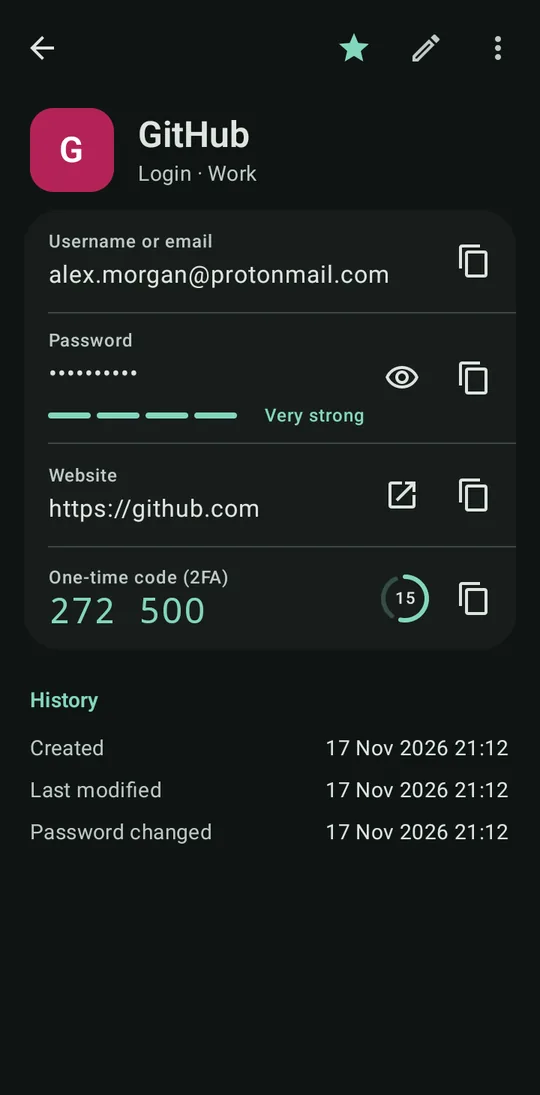 G
GitHub
Login · Work
Username or email
alex.morgan@protonmail.com
Password
••••••••••
Very strong
Website
https://github.com
One-time code (2FA)
272 500
15
History
Created 17 Nov 2026 21:12
Last modified 17 Nov 2026 21:12
Password changed 17 Nov 2026 21:12